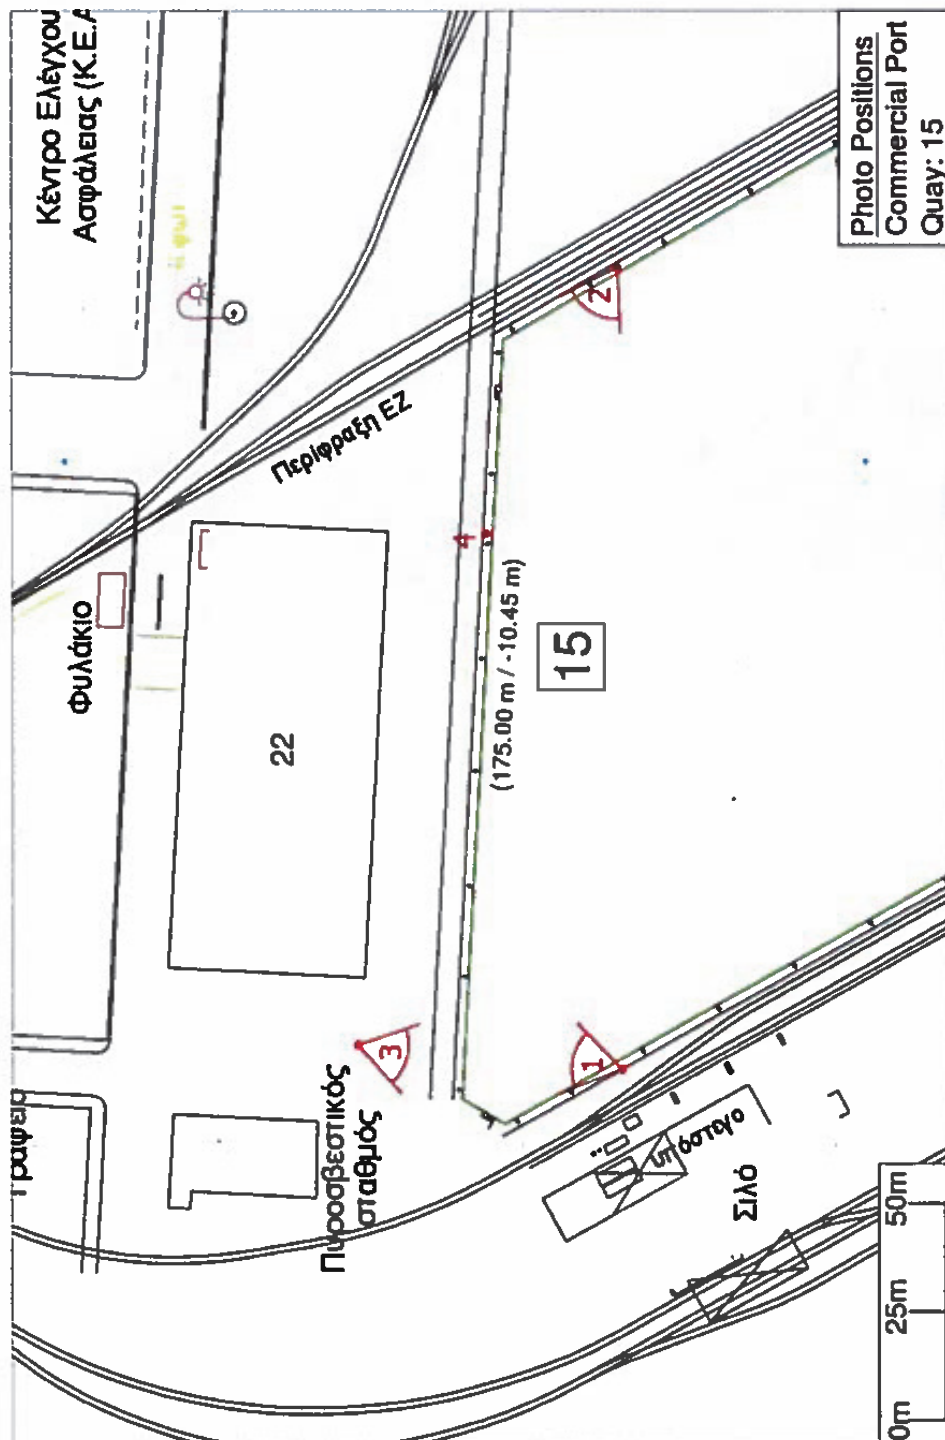 Κέντρο Ελέγχου
Ασφάλειας (Κ.Ε.Α
Photo Positions
Commercial Port
Quay: 15
Περίφραξη ΕΖ
Φυλάκιο
22
4
2
(175.00 m / -10.45 m)
15
3
1
Πυροσβεστικός
σταθμός
υπόστολο
Σιλό
0m
25m
50m